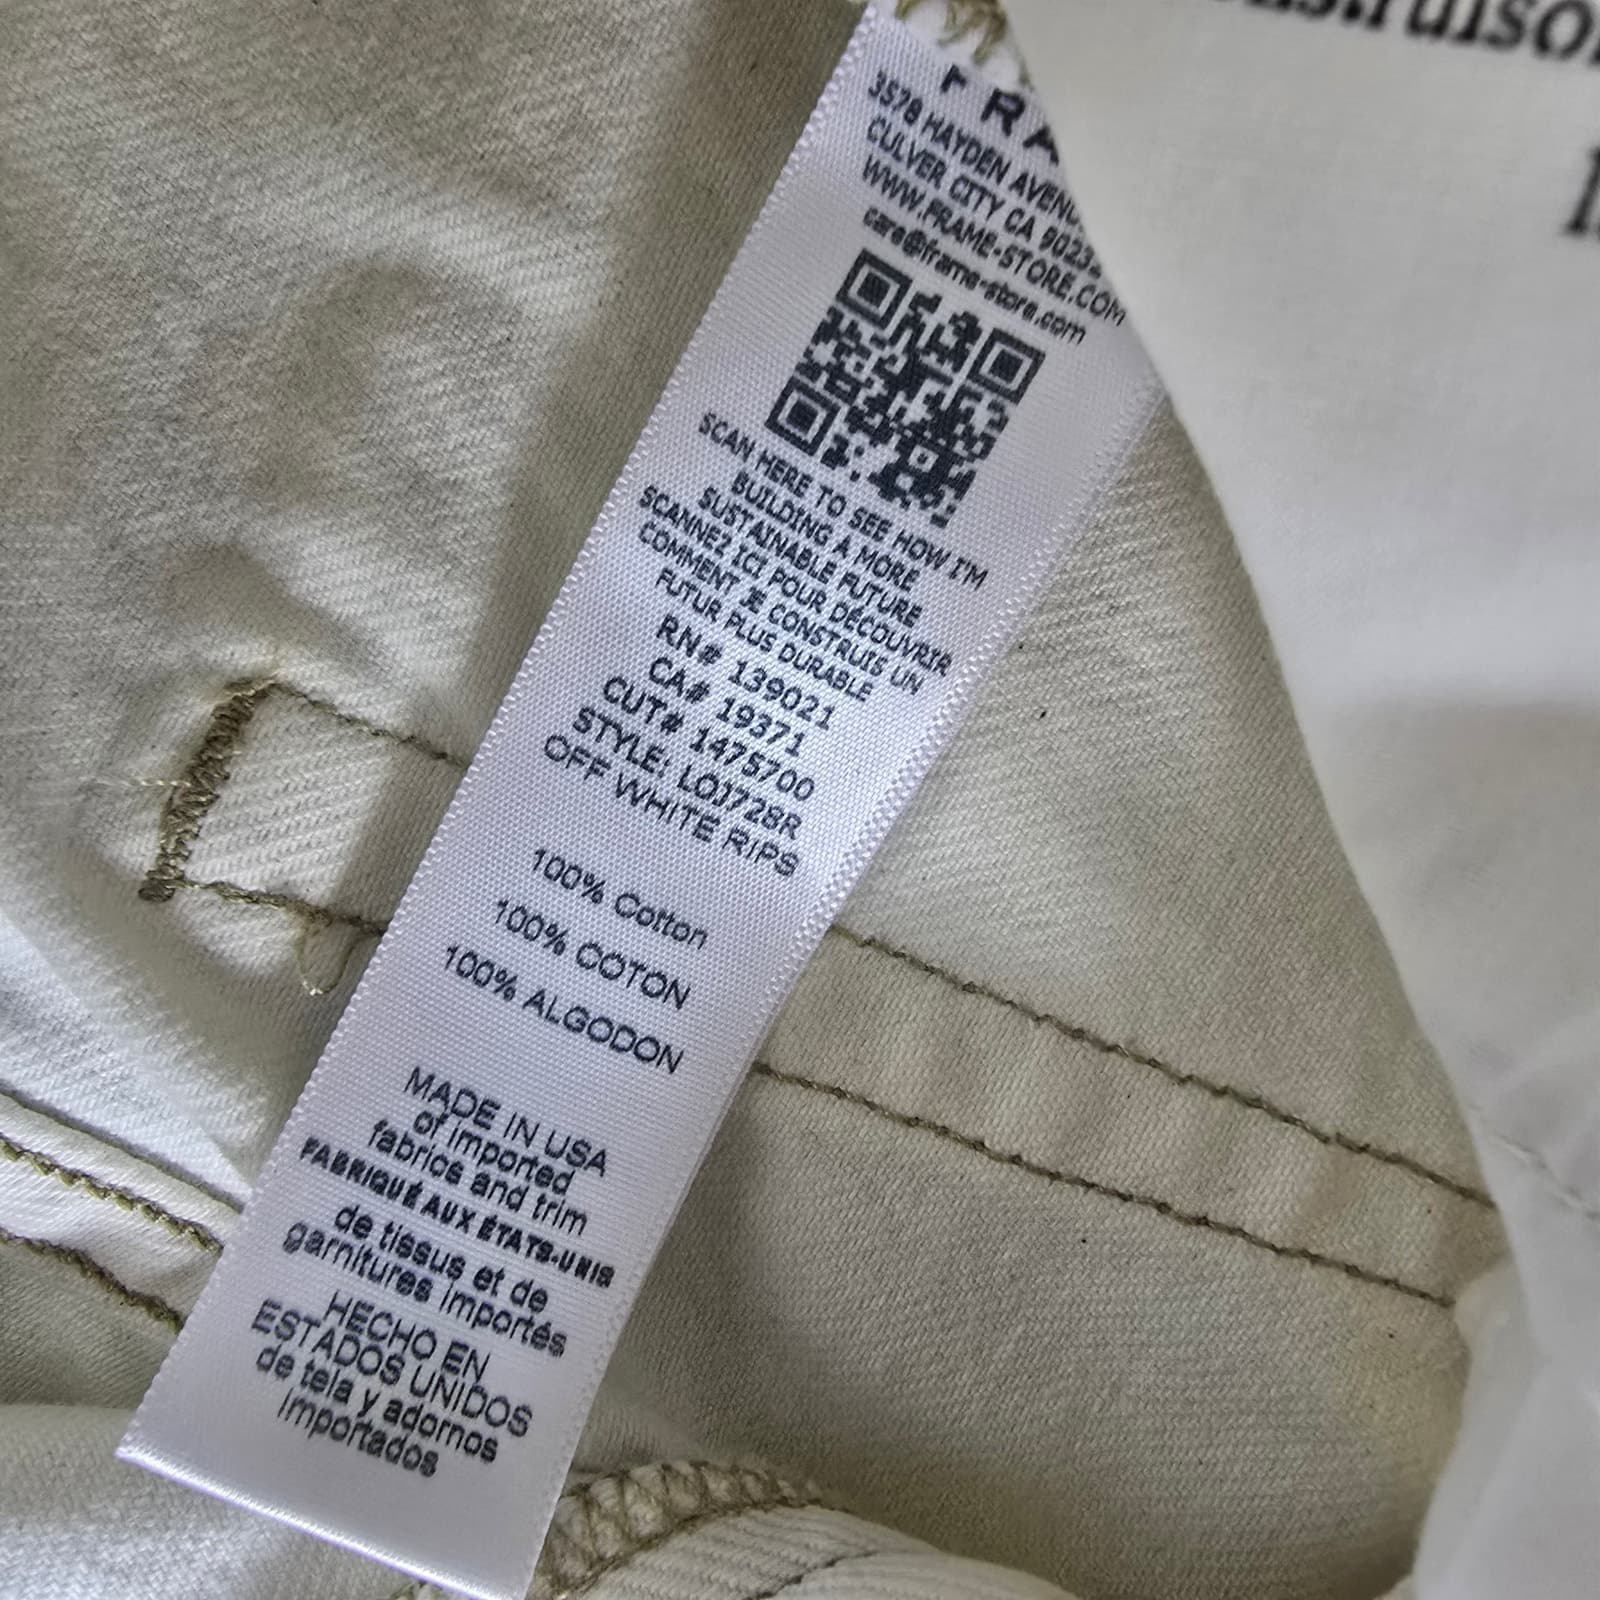 FRA
3578 HAYDEN AVENU
CULVER CITY CA 9023
WWW.FRAME-STORE.COM
care@frame-store.com
SCAN HERE TO SEE HOW I'M
BUILDING A MORE
SUSTAINABLE FUTURE
SCANNEZ ICI POUR DÉCOUVRIR
COMMENT JE CONSTRUIS UN
FUTUR PLUS DURABLE
RN# 139021
CA# 19371
CUT# 1475700
STYLE: LOJ728R
OFF WHITE RIPS
100% Cotton
100% COTON
100% ALGODON
MADE IN USA
of imported
fabrics and trim
FABRIQUÉ AUX ÉTATS-UNIS
de tissus et de
garnitures importés
HECHO EN
ESTADOS UNIDOS
de tela y adornos
importados